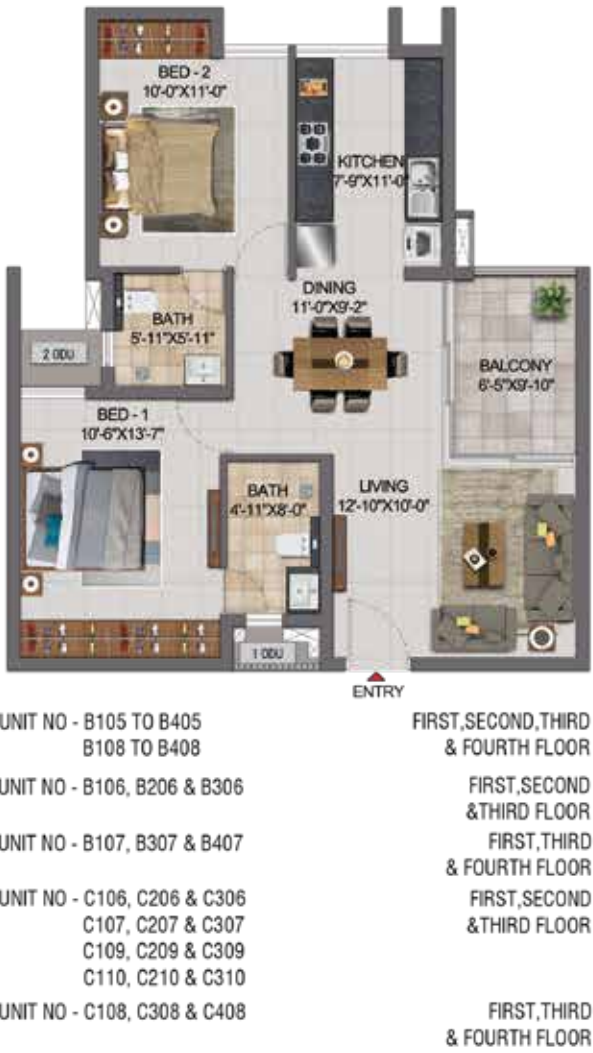 BED - 2
10'-0"X11'-0"
KITCHEN
7'-9"X11'-0"
DINING
11'-0"X9'-2"
BATH
5'-11"X5'-11"
2 ODU
BALCONY
6'-5"X9'-10"
BED - 1
10'-6"X13'-7"
BATH
4'-11"X8'-0"
LIVING
12'-10"X10'-0"
1 ODU
ENTRY
UNIT NO - B105 TO B405 FIRST,SECOND,THIRD
B108 TO B408 & FOURTH FLOOR
UNIT NO - B106, B206 & B306 FIRST,SECOND
&THIRD FLOOR
UNIT NO - B107, B307 & B407 FIRST,THIRD
& FOURTH FLOOR
UNIT NO - C106, C206 & C306 FIRST,SECOND
C107, C207 & C307 &THIRD FLOOR
C109, C209 & C309
C110, C210 & C310
UNIT NO - C108, C308 & C408 FIRST,THIRD
& FOURTH FLOOR